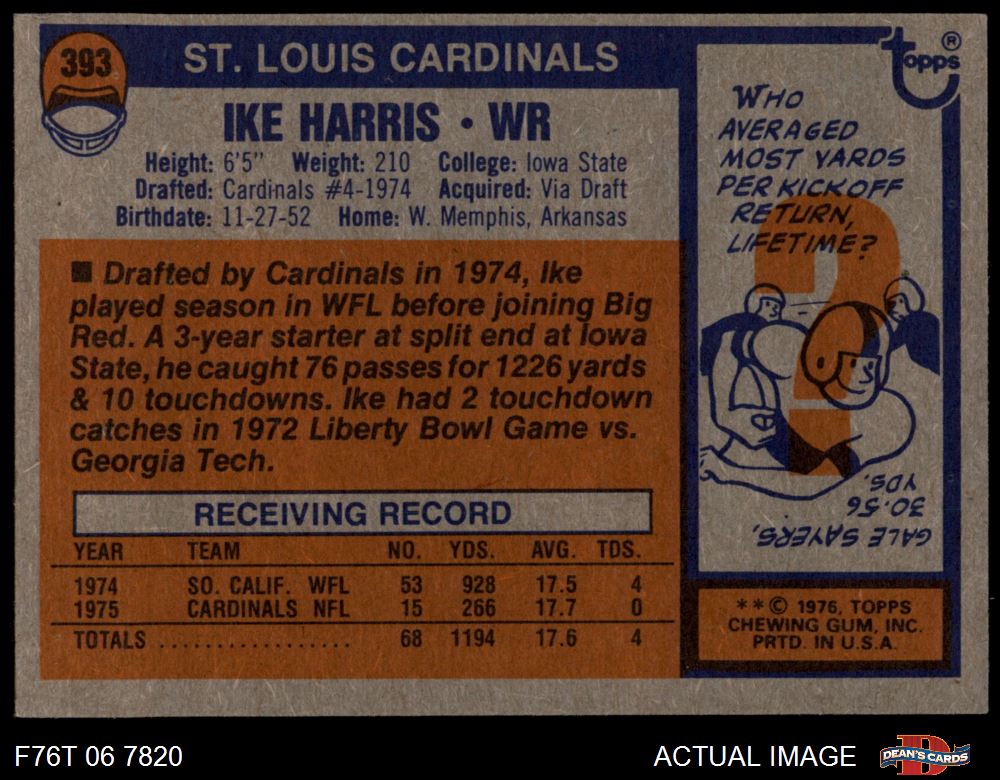 393
ST. LOUIS CARDINALS
topps®
IKE HARRIS • WR
Height: 6'5" Weight: 210 College: Iowa State
Drafted: Cardinals #4-1974 Acquired: Via Draft
Birthdate: 11-27-52 Home: W. Memphis, Arkansas
■ Drafted by Cardinals in 1974, Ike
played season in WFL before joining Big
Red. A 3-year starter at split end at Iowa
State, he caught 76 passes for 1226 yards
& 10 touchdowns. Ike had 2 touchdown
catches in 1972 Liberty Bowl Game vs.
Georgia Tech.
RECEIVING RECORD
YEAR TEAM NO. YDS. AVG. TDS.
1974 SO. CALIF. WFL 53 928 17.5 4
1975 CARDINALS NFL 15 266 17.7 0
TOTALS ................. 68 1194 17.6 4
WHO
AVERAGED
MOST YARDS
PER KICKOFF
RETURN,
LIFETIME?
?
GALE SAYERS,
30.56
YDS.
**© 1976, TOPPS
CHEWING GUM, INC.
PRTD. IN U.S.A.
F76T 06 7820
ACTUAL IMAGE
DEAN'S CARDS